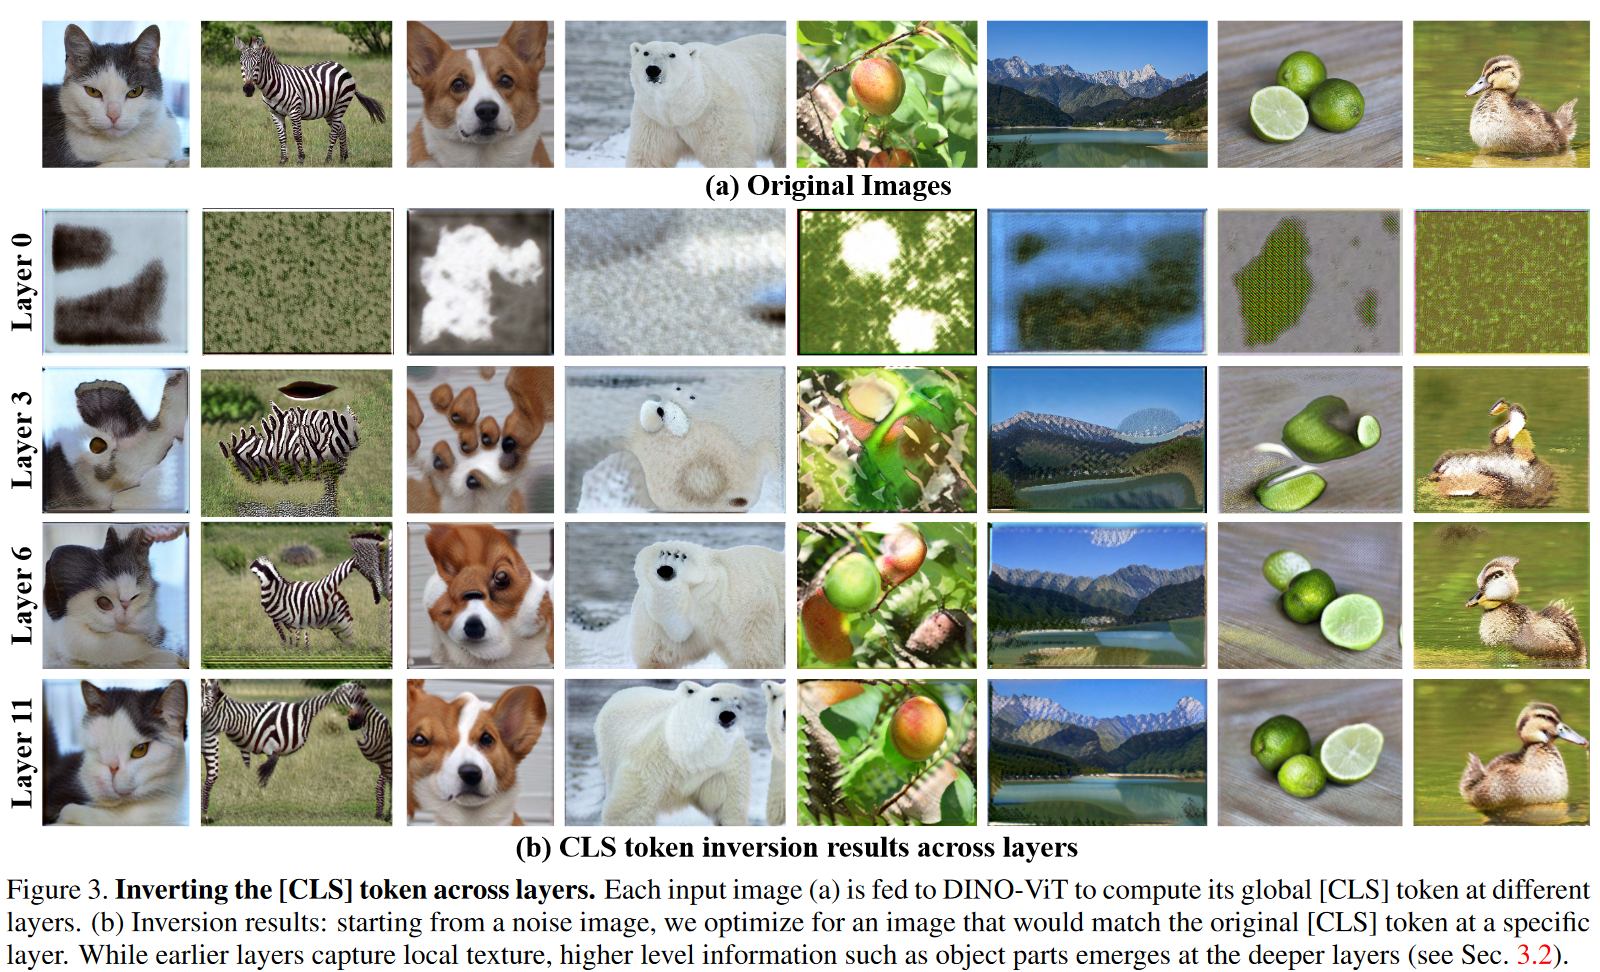 (a) Original Images
Layer 0
Layer 3
Layer 6
Layer 11
(b) CLS token inversion results across layers
Figure 3. Inverting the [CLS] token across layers. Each input image (a) is fed to DINO-ViT to compute its global [CLS] token at different
layers. (b) Inversion results: starting from a noise image, we optimize for an image that would match the original [CLS] token at a specific
layer. While earlier layers capture local texture, higher level information such as object parts emerges at the deeper layers (see Sec. 3.2).